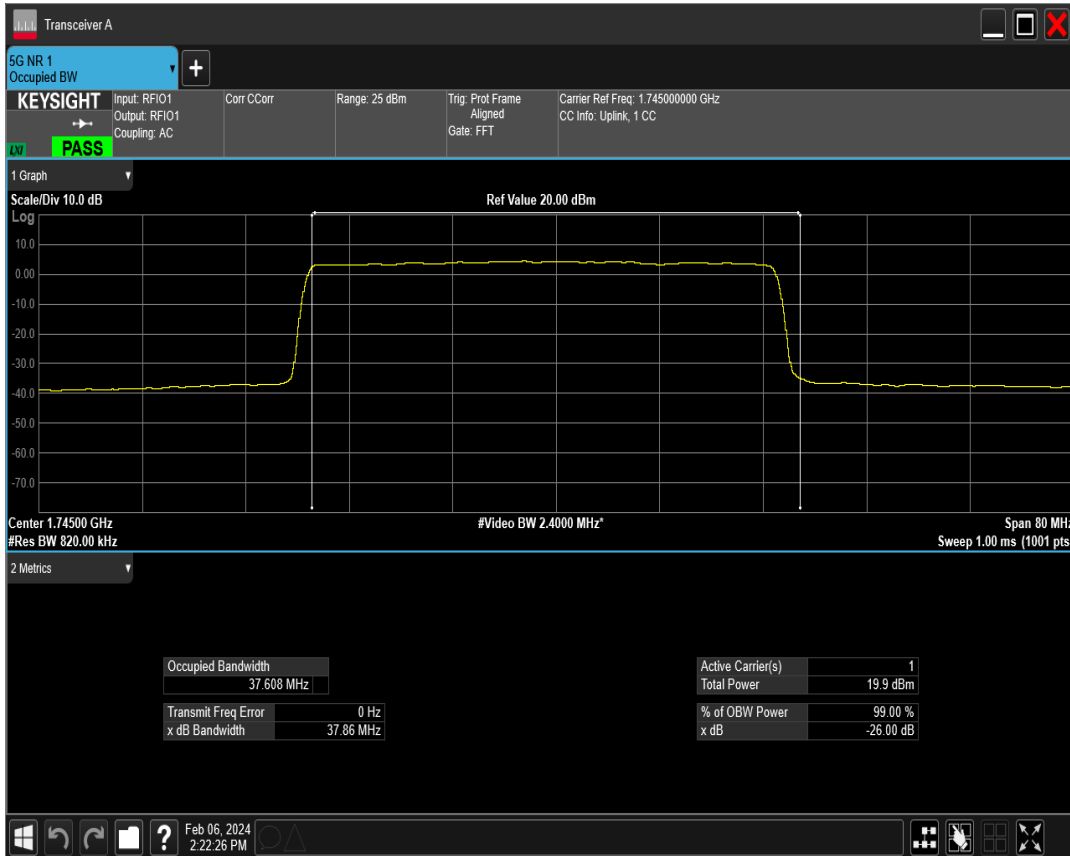 Transceiver A
5G NR 1
Occupied BW
KEYSIGHT
LXI
PASS
Input: RFIO1
Output: RFIO1
Coupling: AC
Corr CCorr
Range: 25 dBm
Trig: Prot Frame
Aligned
Gate: FFT
Carrier Ref Freq: 1.745000000 GHz
CC Info: Uplink, 1 CC
1 Graph
Scale/Div 10.0 dB
Ref Value 20.00 dBm
Log
10.0
0.00
-10.0
-20.0
-30.0
-40.0
-50.0
-60.0
-70.0
Center 1.74500 GHz
#Video BW 2.4000 MHz*
Span 80 MHz
#Res BW 820.00 kHz
Sweep 1.00 ms (1001 pts
2 Metrics
Occupied Bandwidth
37.608 MHz
Transmit Freq Error 0 Hz
x dB Bandwidth 37.86 MHz
Active Carrier(s) 1
Total Power 19.9 dBm
% of OBW Power 99.00 %
x dB -26.00 dB
?
Feb 06, 2024
2:22:26 PM